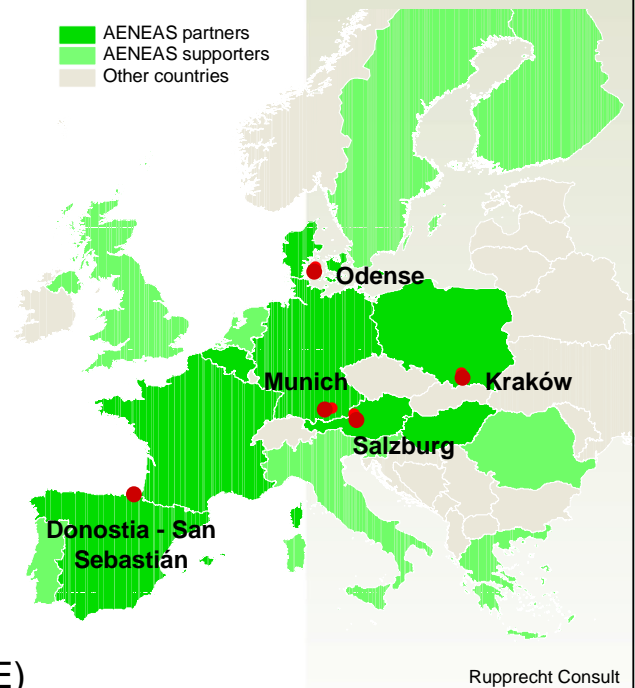 AENEAS partners
AENEAS supporters
Other countries
Odense
Munich
Kraków
Salzburg
Donostia - San
Sebastián
E)
Rupprecht Consult